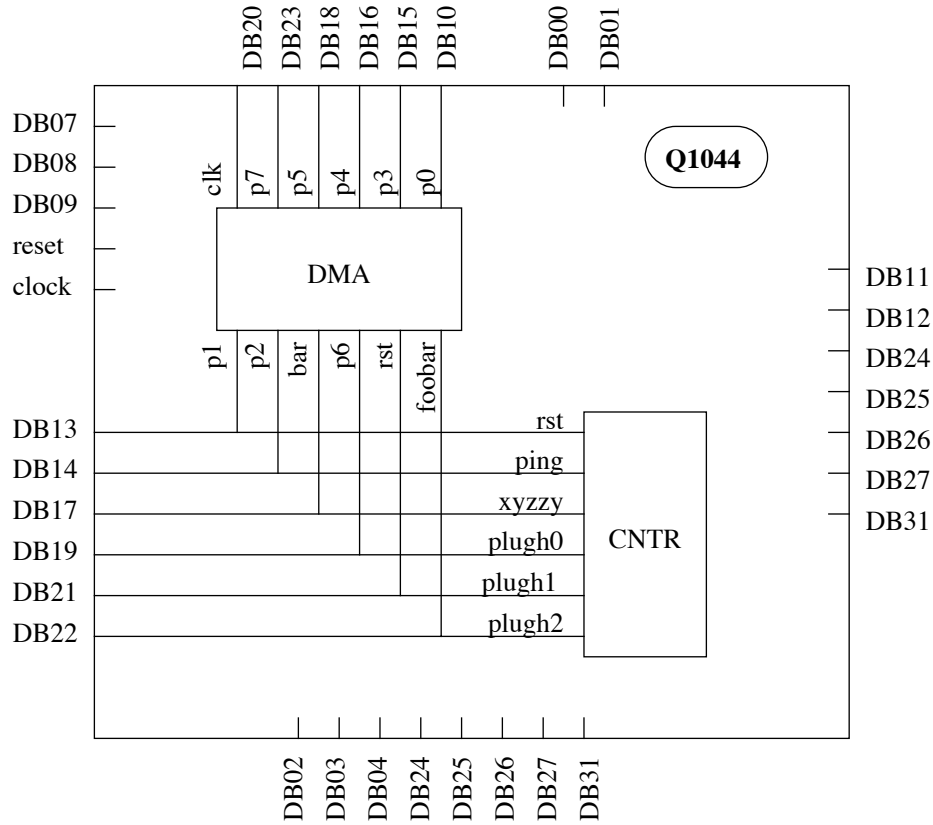 DB20
DB23
DB18
DB16
DB15
DB10
DB00
DB01
DB07
DB08
DB09
reset
clock
Q1044
clk
p7
p5
p4
p3
p0
DMA
p1
p2
bar
p6
rst
foobar
DB11
DB12
DB24
DB25
DB26
DB27
DB31
DB13
DB14
DB17
DB19
DB21
DB22
rst
ping
xyzzy
plugh0
plugh1
plugh2
CNTR
DB02
DB03
DB04
DB24
DB25
DB26
DB27
DB31